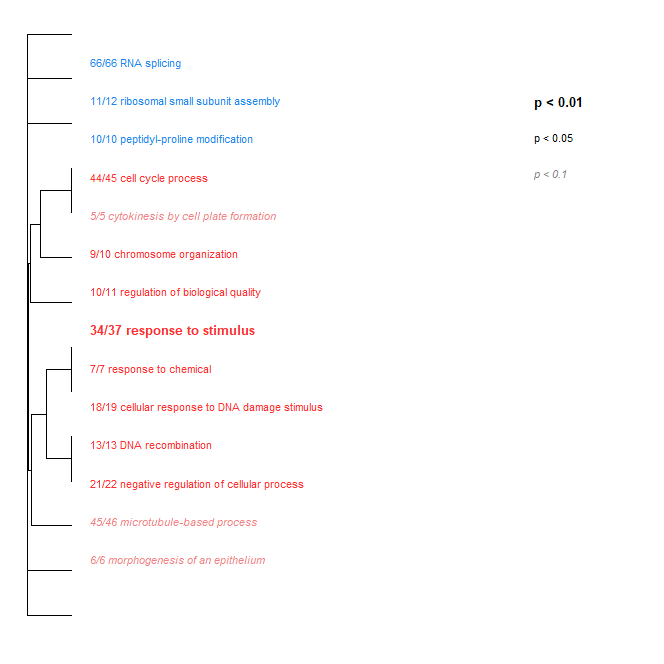 66/66 RNA splicing
11/12 ribosomal small subunit assembly
p < 0.01
10/10 peptidyl-proline modification
p < 0.05
44/45 cell cycle process
p < 0.1
5/5 cytokinesis by cell plate formation
9/10 chromosome organization
10/11 regulation of biological quality
34/37 response to stimulus
7/7 response to chemical
18/19 cellular response to DNA damage stimulus
13/13 DNA recombination
21/22 negative regulation of cellular process
45/46 microtubule-based process
6/6 morphogenesis of an epithelium